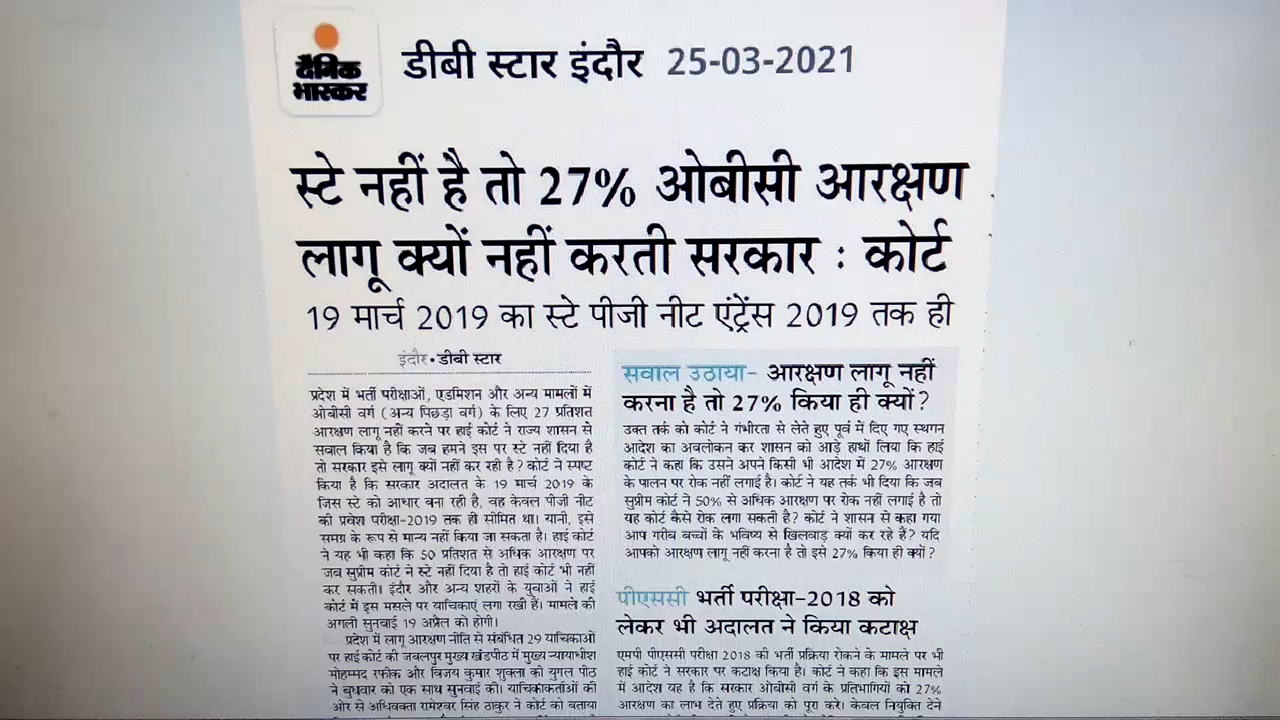 दैनिक
भास्कर
डीबी स्टार इंदौर 25-03-2021
स्टे नहीं है तो 27% ओबीसी आरक्षण
लागू क्यों नहीं करती सरकार : कोर्ट
19 मार्च 2019 का स्टे पीजी नीट एंट्रेंस 2019 तक ही
इंदौर • डीबी स्टार
प्रदेश में भर्ती परीक्षाओं, एडमिशन और अन्य मामलों में
ओबीसी वर्ग (अन्य पिछड़ा वर्ग) के लिए 27 प्रतिशत
आरक्षण लागू नहीं करने पर हाई कोर्ट ने राज्य शासन से
सवाल किया है कि जब हमने इस पर स्टे नहीं दिया है
तो सरकार इसे लागू क्यों नहीं कर रही है? कोर्ट ने स्पष्ट
किया है कि सरकार अदालत के 19 मार्च 2019 के
जिस स्टे को आधार बना रही है, वह केवल पीजी नीट
की प्रवेश परीक्षा-2019 तक ही सीमित था। यानी, इसे
समग्र के रूप से मान्य नहीं किया जा सकता है। हाई कोर्ट
ने यह भी कहा कि 50 प्रतिशत से अधिक आरक्षण पर
जब सुप्रीम कोर्ट ने स्टे नहीं दिया है तो हाई कोर्ट भी नहीं
कर सकती। इंदौर और अन्य शहरों के युवाओं ने हाई
कोर्ट में इस मसले पर याचिकाएं लगा रखी हैं। मामले की
अगली सुनवाई 19 अप्रैल को होगी।
प्रदेश में लागू आरक्षण नीति से संबंधित 29 याचिकाओं
पर हाई कोर्ट की जबलपुर मुख्य खंडपीठ में मुख्य न्यायाधीश
मोहम्मद रफीक और विजय कुमार शुक्ला की युगल पीठ
ने बुधवार को एक साथ सुनवाई की। याचिकाकर्ताओं की
ओर से अधिवक्ता रामेश्वर सिंह ठाकुर ने कोर्ट को बताया
सवाल उठाया- आरक्षण लागू नहीं
करना है तो 27% किया ही क्यों?
उक्त तर्क को कोर्ट ने गंभीरता से लेते हुए पूर्व में दिए गए स्थगन
आदेश का अवलोकन कर शासन को आड़े हाथों लिया कि हाई
कोर्ट ने कहा कि उसने अपने किसी भी आदेश में 27% आरक्षण
के पालन पर रोक नहीं लगाई है। कोर्ट ने यह तर्क भी दिया कि जब
सुप्रीम कोर्ट ने 50% से अधिक आरक्षण पर रोक नहीं लगाई है तो
यह कोर्ट कैसे रोक लगा सकती है? कोर्ट ने शासन से कहा गया
आप गरीब बच्चों के भविष्य से खिलवाड़ क्यों कर रहे हैं? यदि
आपको आरक्षण लागू नहीं करना है तो इसे 27% किया ही क्यों?
पीएससी भर्ती परीक्षा-2018 को
लेकर भी अदालत ने किया कटाक्ष
एमपी पीएससी परीक्षा 2018 की भर्ती प्रक्रिया रोकने के मामले पर भी
हाई कोर्ट ने सरकार पर कटाक्ष किया है। कोर्ट ने कहा कि इस मामले
में आदेश यह है कि सरकार ओबीसी वर्ग के प्रतिभागियों को 27%
आरक्षण का लाभ देते हुए प्रक्रिया को पूरा करे। केवल नियुक्ति देने